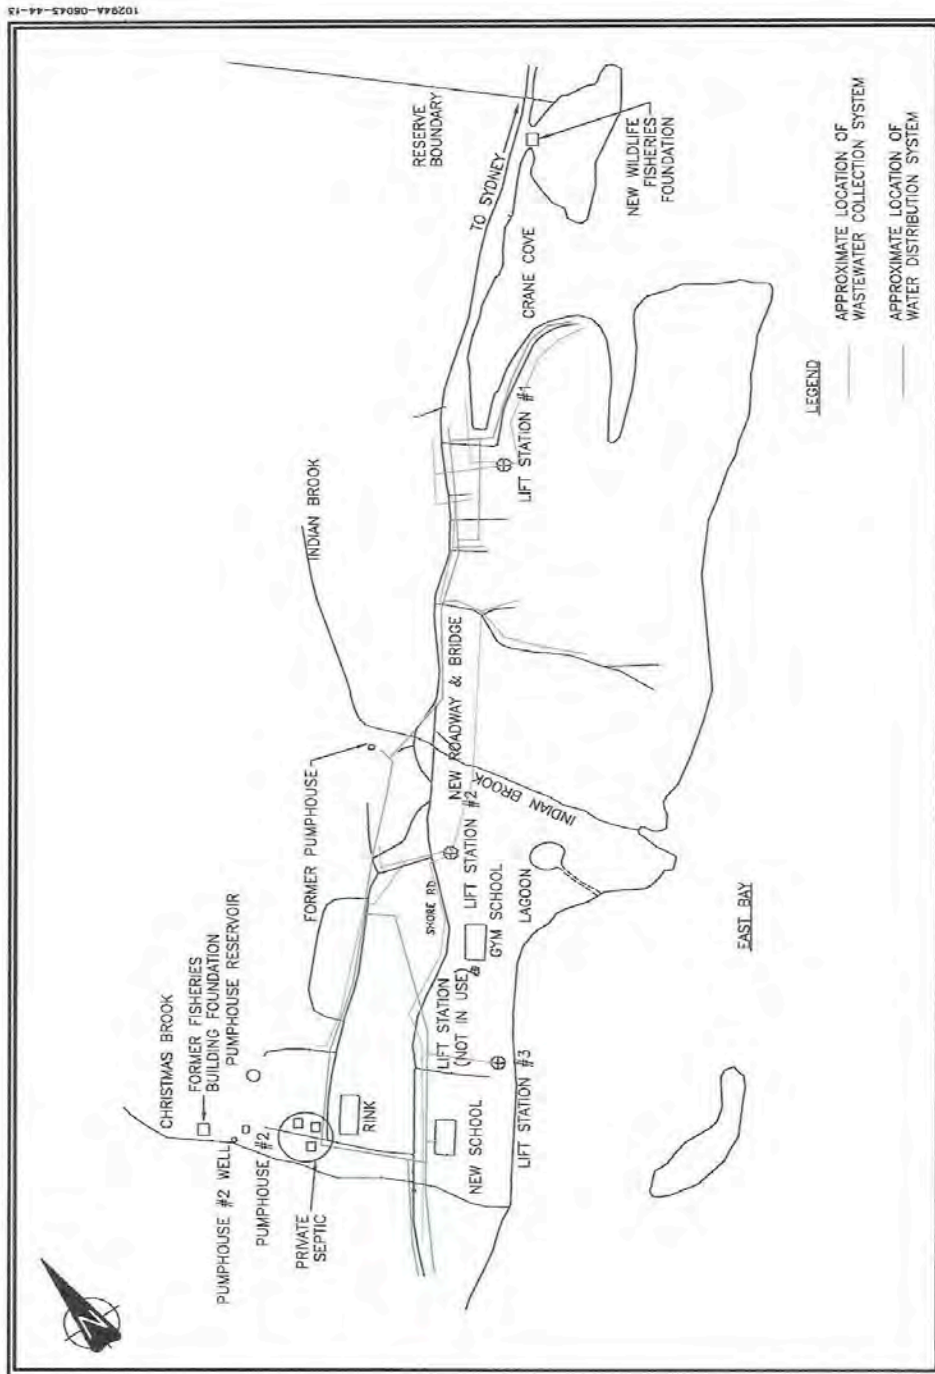 10294A-08045-44-13
CHRISTMAS BROOK
FORMER FISHERIES
BUILDING FOUNDATION
PUMPHOUSE RESERVOIR
PUMPHOUSE #2 WELL
PUMPHOUSE #2
PRIVATE
SEPTIC
RINK
NEW SCHOOL
LIFT STATION #3
LIFT STATION
(NOT IN USE)
GYM SCHOOL
LAGOON
SHORE RD
LIFT STATION #2
FORMER PUMPHOUSE
NEW ROADWAY & BRIDGE
INDIAN BROOK
INDIAN BROOK
EAST BAY
LIFT STATION #1
CRANE COVE
TO SYDNEY
RESERVE
BOUNDARY
NEW WILDLIFE
FISHERIES
FOUNDATION
LEGEND
APPROXIMATE LOCATION OF
WASTEWATER COLLECTION SYSTEM
APPROXIMATE LOCATION OF
WATER DISTRIBUTION SYSTEM
N